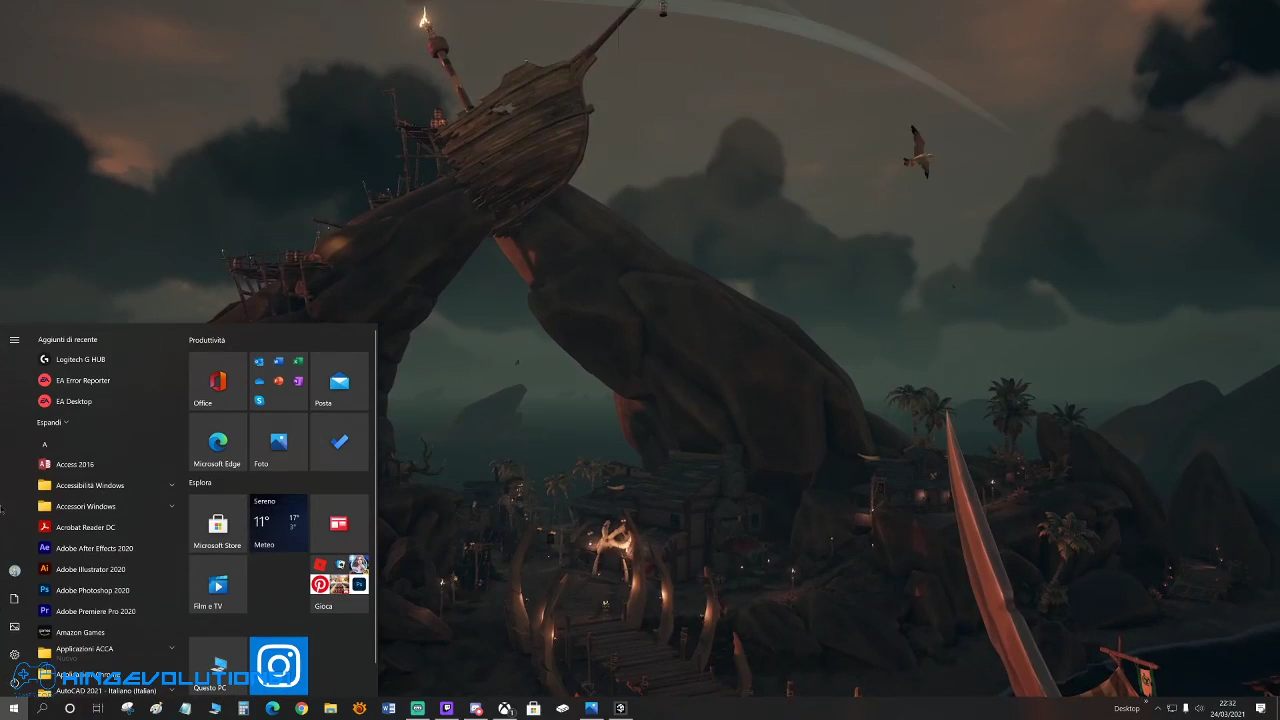 Aggiunti di recente
Logitech G HUB
EA Error Reporter
EA Desktop
Espandi
A
Access 2016
Accessibilità Windows
Accessori Windows
Acrobat Reader DC
Adobe After Effects 2020
Adobe Illustrator 2020
Adobe Photoshop 2020
Adobe Premiere Pro 2020
Amazon Games
Applicazioni ACCA
Nuovo
AutoCAD 2021 - Italiano (Italian)
Produttività
Office
Posta
Microsoft Edge
Foto
Esplora
Microsoft Store
Sereno
11° 17° 3°
Meteo
Film e TV
Gioca
Questo PC
Desktop
22:32
24/03/2021